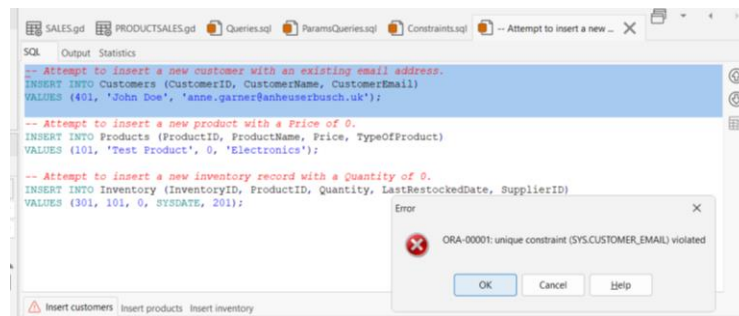 SALES.gd PRODUCTSALES.gd Queries.sql ParamsQueries.sql Constraints.sql -- Attempt to insert a new ...
SQL Output Statistics
-- Attempt to insert a new customer with an existing email address.
INSERT INTO Customers (CustomerID, CustomerName, CustomerEmail)
VALUES (401, 'John Doe', 'anne.garner@anheuserbusch.uk');
-- Attempt to insert a new product with a Price of 0.
INSERT INTO Products (ProductID, ProductName, Price, TypeOfProduct)
VALUES (101, 'Test Product', 0, 'Electronics');
-- Attempt to insert a new inventory record with a Quantity of 0.
INSERT INTO Inventory (InventoryID, ProductID, Quantity, LastRestockedDate, SupplierID)
VALUES (301, 101, 0, SYSDATE, 201);
Error
ORA-00001: unique constraint (SYS.CUSTOMER_EMAIL) violated
OK Cancel Help
Insert customers Insert products Insert inventory